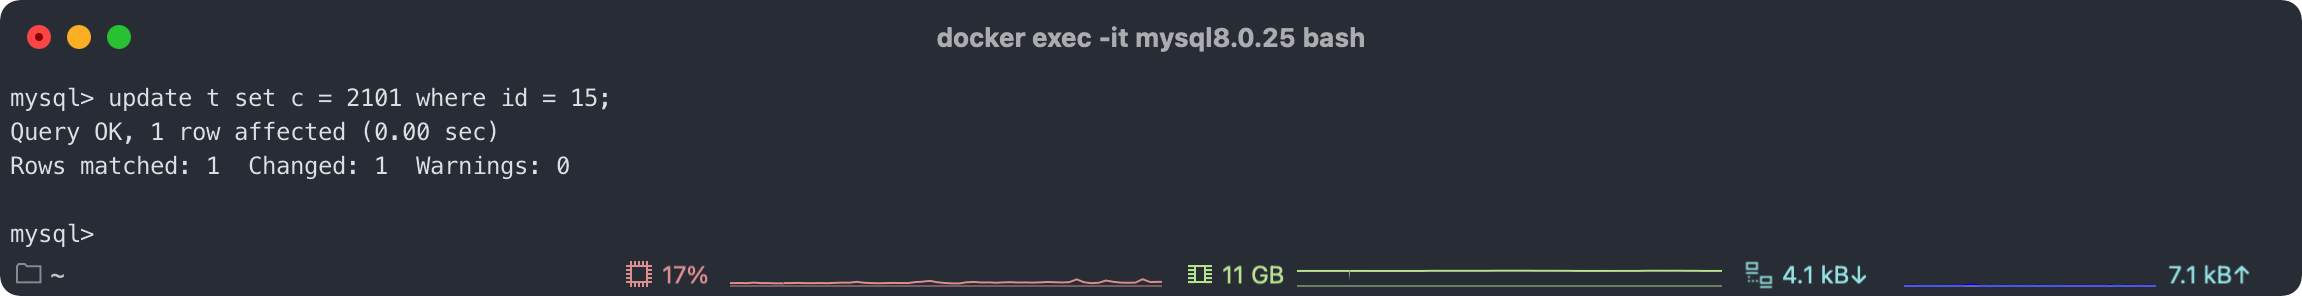 docker exec -it mysql8.0.25 bash
mysql> update t set c = 2101 where id = 15;
Query OK, 1 row affected (0.00 sec)
Rows matched: 1  Changed: 1  Warnings: 0
mysql>
~ 17% 11 GB 4.1 kB↓ 7.1 kB↑